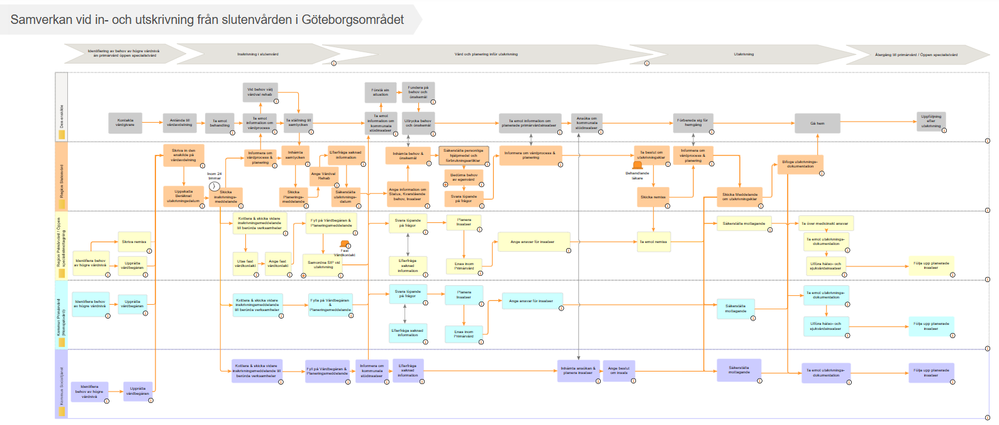 Samverkan vid in- och utskrivning från slutenvården i Göteborgsområdet
Identifiering av behov av högre vårdnivå
än primärvård öppen specialistvård
Inskrivning i slutenvård
Vård och planering inför utskrivning
Utskrivning
Återgång till primärvård / Öppen specialistvård
Den enskilde
Kontakta
vårdgivare
Anlända till
vårdavdelning
Ta emot
behandling
Vid behov välj
vårdval rehab
Ta emot
information om
vårdprocess
Ta ställning till
samtycken
Förstå sin
situation
Fundera på
behov och
önskemål
Ta emot
information om
kommunala
stödinsatser
Uttrycka behov
och önskemål
Ta emot information om
planerade primärvårdsinsatser
Ansöka om
kommunala
stödinsatser
Förbereda sig för
hemgång
Gå hem
Uppföljning
efter
utskrivning
Region Slutenvård
Skriva in den
enskilde på
vårdavdelning
Uppskatta
Beräknat
utskrivningsdatum
Inom 24
timmar
Skicka
inskrivnings-
meddelande
Informera om
vårdprocess &
planering
Inhämta
samtycken
Skicka
Planerings-
meddelande
Ange Vårdval
Rehab
Efterfråga saknad
information
Säkerställa
utskrivnings-
datum
Inhämta behov &
önskemål
Ange information om
Status, Kvarstående
behov, Insatser
Säkerställa personliga
hjälpmedel och
förbrukningsartiklar
Bedöma behov
av egenvård
Svara löpande
på frågor
Informera om vårdprocess &
planering
Ta beslut om
utskrivningsklar
Behandlande
läkare
Skicka remiss
Informera om
vårdprocess &
planering
Skicka Meddelande
om utskrivningsklar
Bifoga utskrivnings-
dokumentation
Region Primärvård / Öppen
specialistmottagning
Identifiera behov
av högre vårdnivå
Skriva remiss
Upprätta
vårdbegäran
Kvittera & skicka vidare
inskrivningsmeddelande
till berörda verksamheter
Utse fast
vårdkontakt
Ange fast
vårdkontakt
Fyll på Vårdbegäran &
Planeringsmeddelande
Fast
Vårdkontakt
Samordna SIP vid
utskrivning
Svara löpande
på frågor
Efterfråga
saknad
information
Planera
Insatser
Enas inom
Primärvård
Ange ansvar för insatser
Ta emot remiss
Säkerställa mottagande
Ta över medicinskt ansvar
Ta emot utskrivnings-
dokumentation
Utföra hälso- och
sjukvårdsinsatser
Följa upp planerade
insatser
Kommun Primärvård
(Hemsjukvård)
Identifiera behov
av högre vårdnivå
Upprätta
vårdbegäran
Kvittera & skicka vidare
inskrivningsmeddelande
till berörda verksamheter
Fylla på Vårdbegäran
&
Planeringsmeddelande
Svara löpande
på frågor
Efterfråga saknad
information
Planera
Insatser
Enas inom
Primärvård
Ange ansvar för insatser
Säkerställa
mottagande
Ta emot utskrivnings-
dokumentation
Utföra hälso- och
sjukvårdsinsatser
Följa upp planerade
insatser
Kommun Socialtjänst
Identifiera
behov av högre
vårdnivå
Upprätta
vårdbegäran
Kvittera & skicka vidare
inskrivningsmeddelande till
berörda verksamheter
Fyll på Vårdbegäran &
Planeringsmeddelande
Informera om
kommunala
stödinsatser
Efterfråga
saknad
information
Inhämta ansökan &
planera insatser
Ange beslut
om insats
Säkerställa
mottagande
Ta emot utskrivnings-
dokumentation
Följa upp planerade
insatser